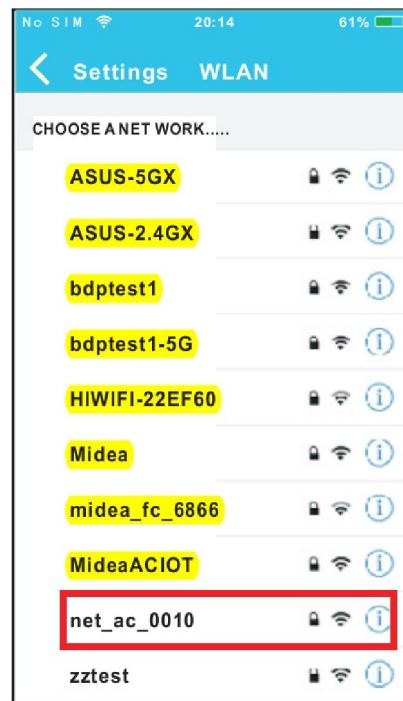 No SIM 20:14 61%
Settings WLAN
CHOOSE A NET WORK.....
ASUS-5GX
ASUS-2.4GX
bdptest1
bdptest1-5G
HIWIFI-22EF60
Midea
midea_fc_6866
MideaACIOT
net_ac_0010
zztest